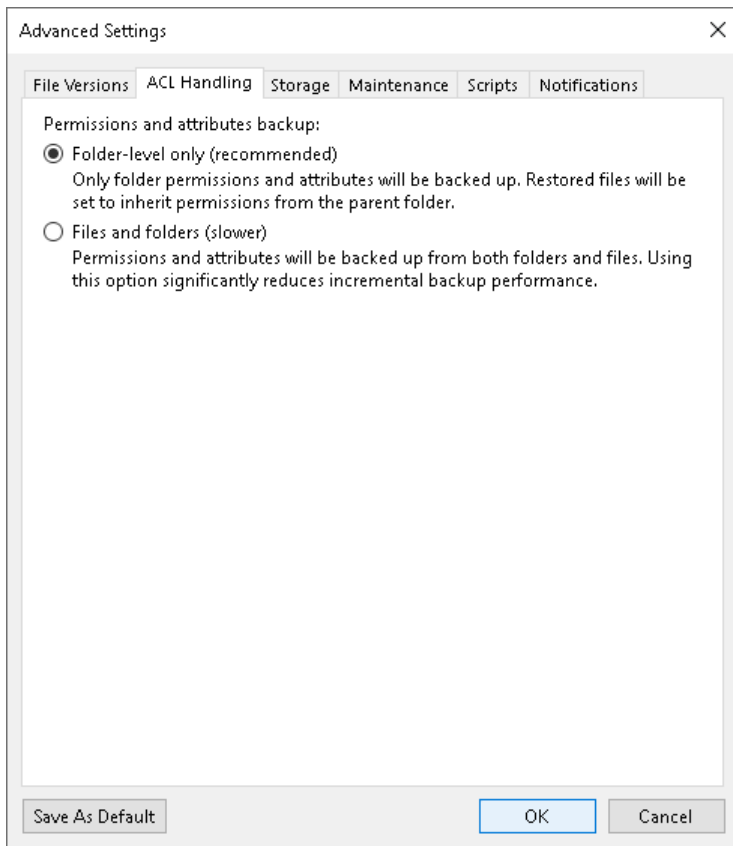 Advanced Settings
File Versions ACL Handling Storage Maintenance Scripts Notifications
Permissions and attributes backup:
Folder-level only (recommended)
Only folder permissions and attributes will be backed up. Restored files will be
set to inherit permissions from the parent folder.
Files and folders (slower)
Permissions and attributes will be backed up from both folders and files. Using
this option significantly reduces incremental backup performance.
Save As Default OK Cancel